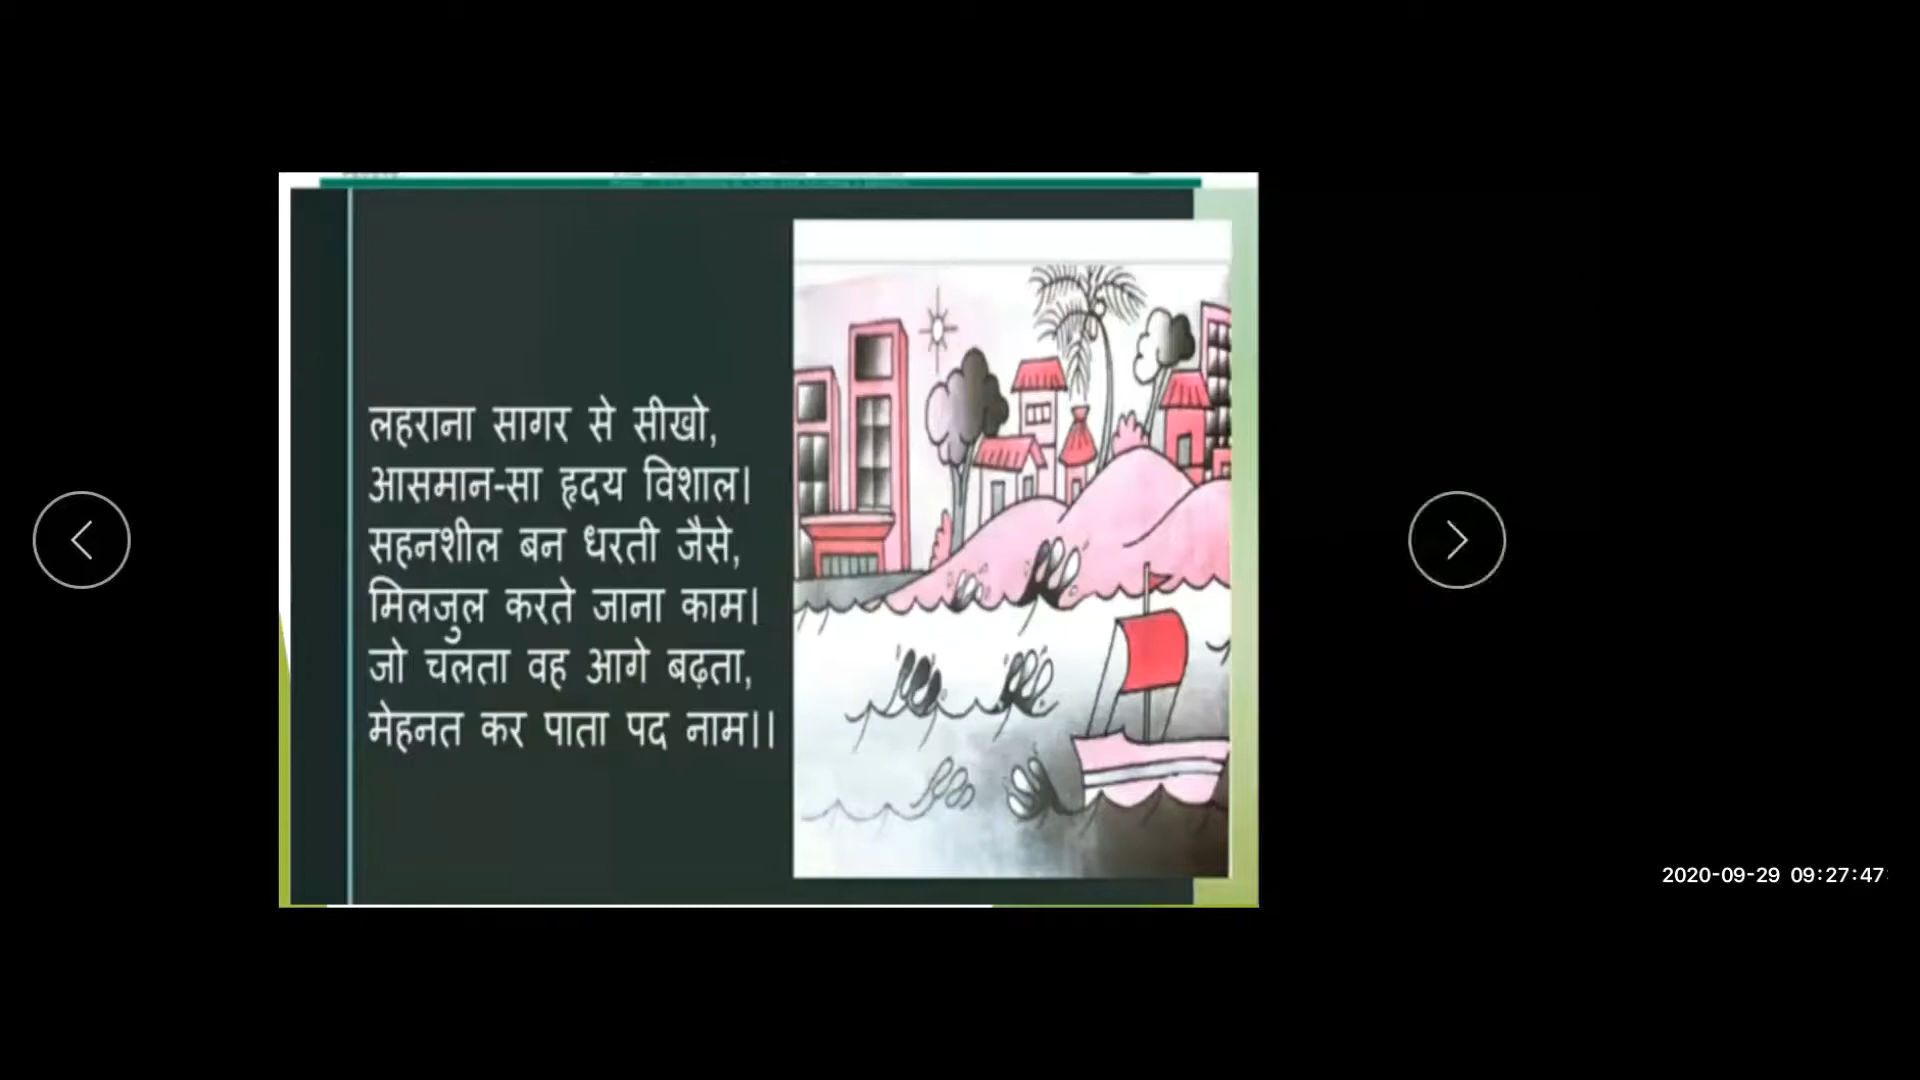 लहराना सागर से सीखो,
आसमान-सा हृदय विशाल।
सहनशील बन धरती जैसे,
मिलजुल करते जाना काम।
जो चलता वह आगे बढ़ता,
मेहनत कर पाता पद नाम।।
2020-09-29 09:27:47